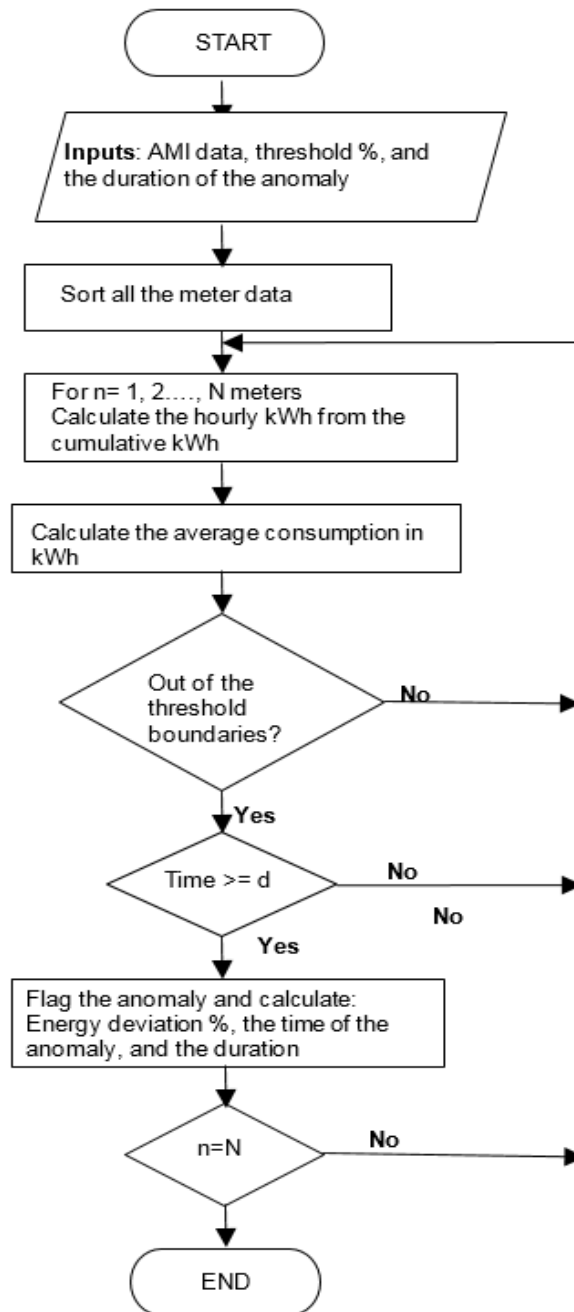 START
Inputs: AMI data, threshold %, and
the duration of the anomaly
Sort all the meter data
For n= 1, 2...., N meters
Calculate the hourly kWh from the
cumulative kWh
Calculate the average consumption in
kWh
Out of the
threshold
boundaries?
No
Yes
Time >= d
No
No
Yes
Flag the anomaly and calculate:
Energy deviation %, the time of the
anomaly, and the duration
n=N
No
END